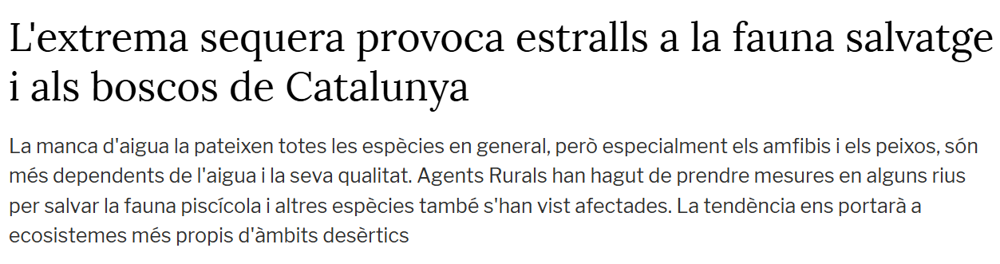 L'extrema sequera provoca estralls a la fauna salvatge
i als boscos de Catalunya
La manca d'aigua la pateixen totes les espècies en general, però especialment els amfibis i els peixos, són
més dependents de l'aigua i la seva qualitat. Agents Rurals han hagut de prendre mesures en alguns rius
per salvar la fauna piscícola i altres espècies també s'han vist afectades. La tendència ens portarà a
ecosistemes més propis d'àmbits desèrtics